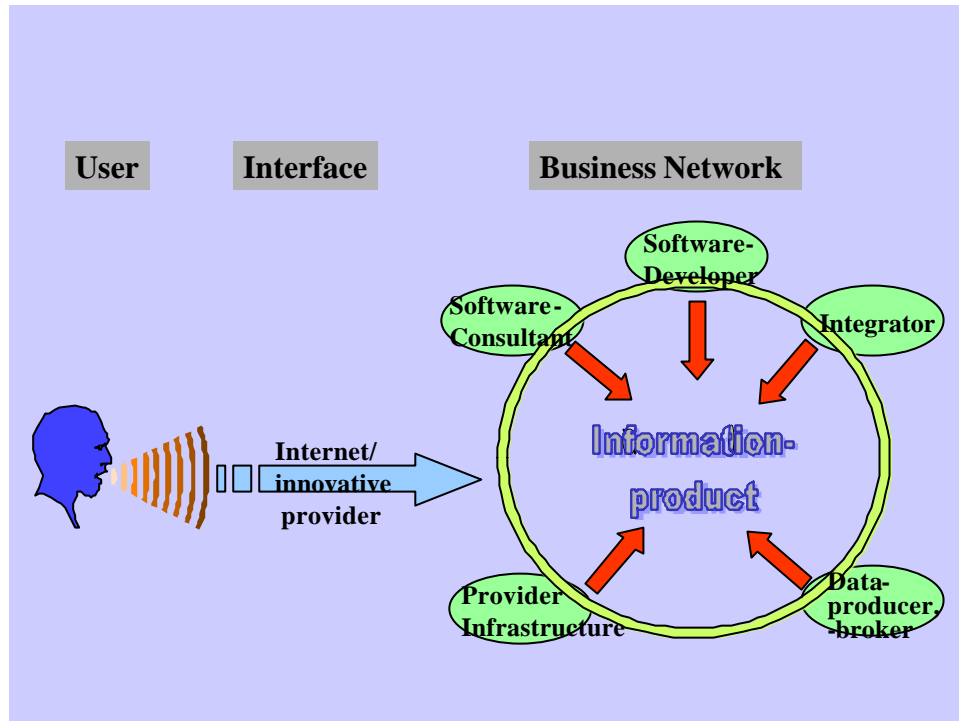 User
Interface
Business Network
Software-
Developer
Software-
Consultant
Integrator
Information-
product
Internet/
innovative
provider
Provider
Infrastructure
Data-
producer,
-broker